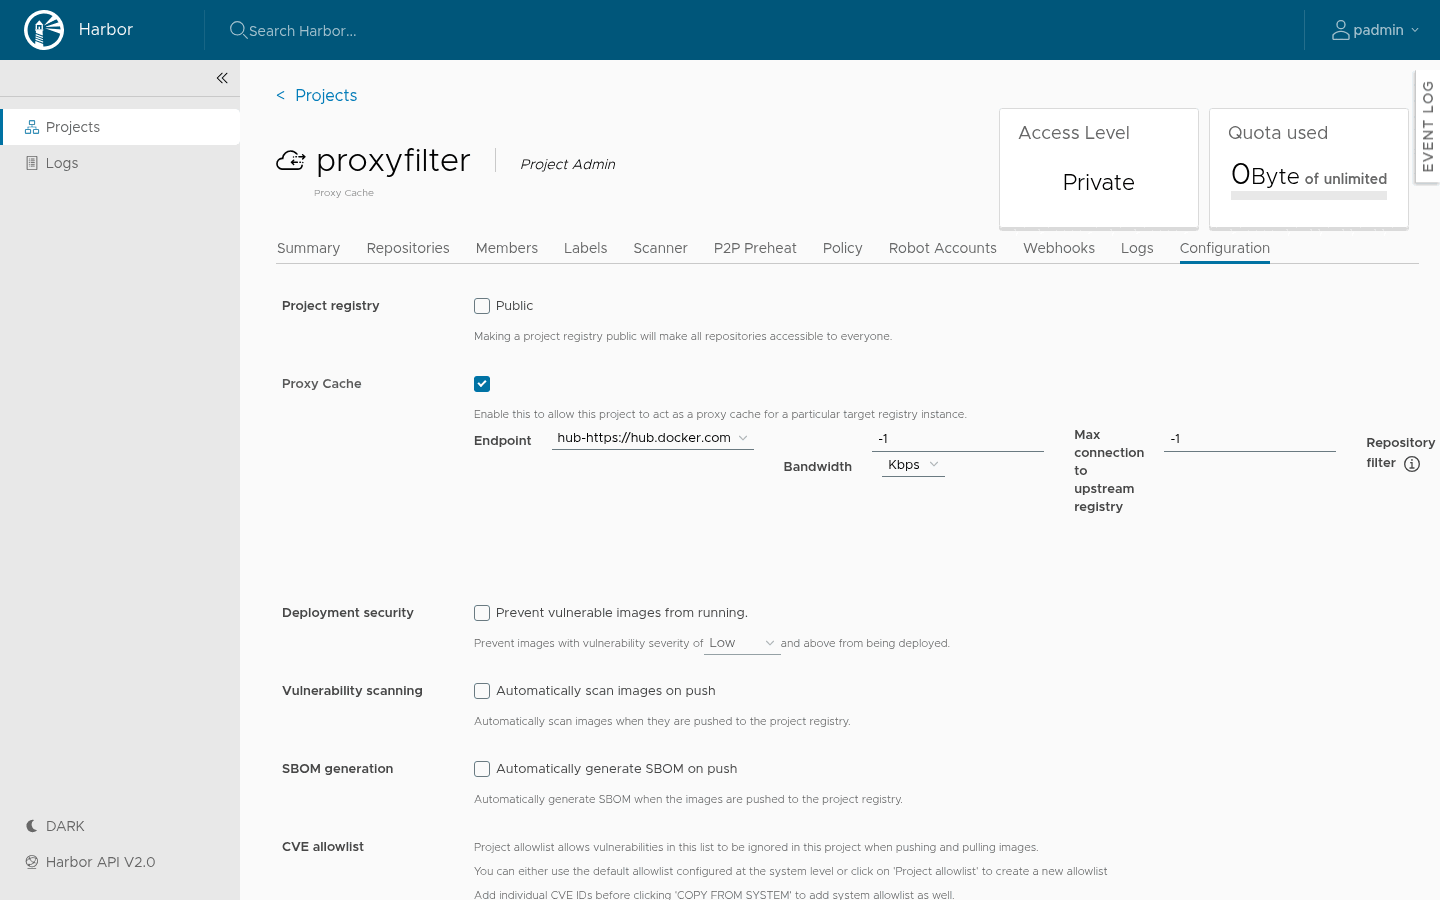 Harbor
Search Harbor...
padmin
Projects
Logs
DARK
Harbor API V2.0
EVENT LOG
< Projects
proxyfilter
Project Admin
Proxy Cache
Access Level
Private
Quota used
0Byte of unlimited
Summary Repositories Members Labels Scanner P2P Preheat Policy Robot Accounts Webhooks Logs Configuration
Project registry
Public
Making a project registry public will make all repositories accessible to everyone.
Proxy Cache
Enable this to allow this project to act as a proxy cache for a particular target registry instance.
Endpoint
hub-https://hub.docker.com
Bandwidth
-1
Kbps
Max
connection
to
upstream
registry
-1
Repository
filter
Deployment security
Prevent vulnerable images from running.
Prevent images with vulnerability severity of Low and above from being deployed.
Vulnerability scanning
Automatically scan images on push
Automatically scan images when they are pushed to the project registry.
SBOM generation
Automatically generate SBOM on push
Automatically generate SBOM when the images are pushed to the project registry.
CVE allowlist
Project allowlist allows vulnerabilities in this list to be ignored in this project when pushing and pulling images.
You can either use the default allowlist configured at the system level or click on 'Project allowlist' to create a new allowlist
Add individual CVE IDs before clicking 'COPY FROM SYSTEM' to add system allowlist as well.